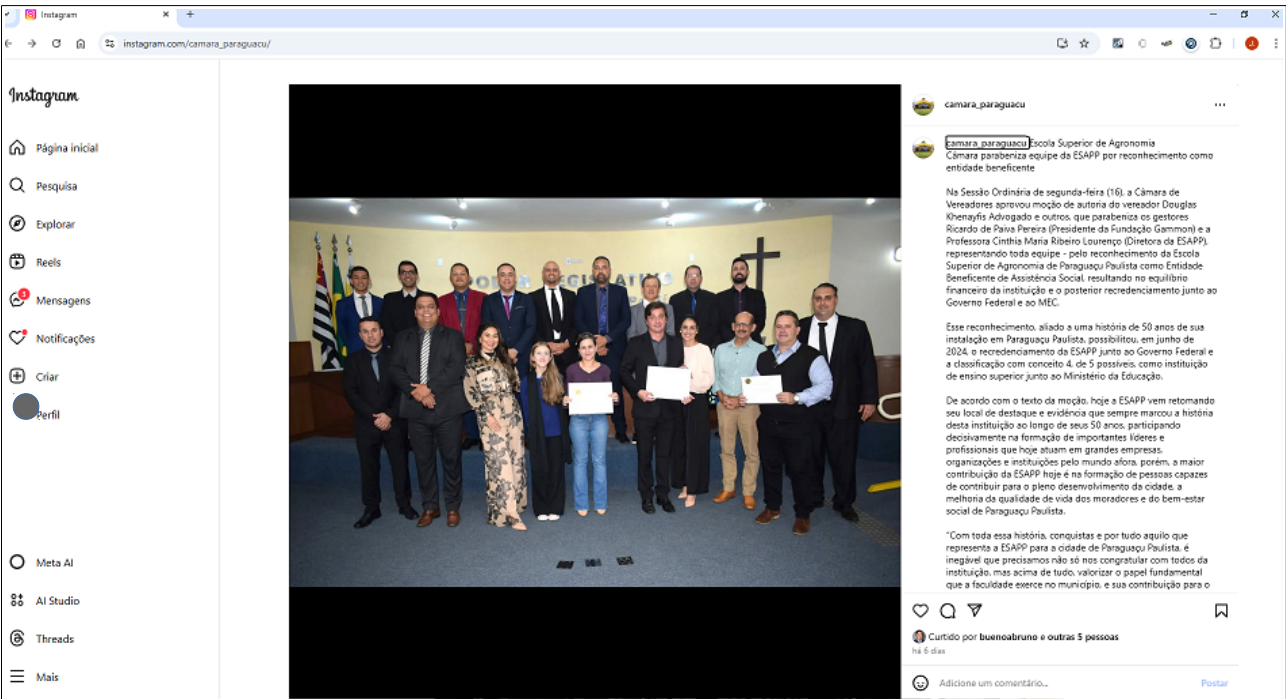 Instagram
instagram.com/camara_paraguacu/
Instagram
Página inicial
Pesquisa
Explorar
Reels
3
Mensagens
Notificações
Criar
Perfil
Meta AI
AI Studio
Threads
Mais
PODER LEGISLATIVO
camara_paraguacu
camara_paraguacu Escola Superior de Agronomia
Câmara parabeniza equipe da ESAPP por reconhecimento como
entidade beneficente
Na Sessão Ordinária de segunda-feira (16), a Câmara de
Vereadores aprovou moção de autoria do vereador Douglas
Khenayfis Advogado e outros, que parabeniza os gestores
Ricardo de Paiva Pereira (Presidente da Fundação Gammon) e a
Professora Cinthia Maria Ribeiro Lourenço (Diretora da ESAPP),
representando toda equipe - pelo reconhecimento da Escola
Superior de Agronomia de Paraguaçu Paulista como Entidade
Beneficente de Assistência Social, resultando no equilíbrio
financeiro da instituição e o posterior recredenciamento junto ao
Governo Federal e ao MEC.
Esse reconhecimento, aliado a uma história de 50 anos de sua
instalação em Paraguaçu Paulista, possibilitou, em junho de
2024, o recredenciamento da ESAPP junto ao Governo Federal e
a classificação com conceito 4, de 5 possíveis, como instituição
de ensino superior junto ao Ministério da Educação.
De acordo com o texto da moção, hoje a ESAPP vem retomando
seu local de destaque e evidência que sempre marcou a história
desta instituição ao longo de seus 50 anos, participando
decisivamente na formação de importantes líderes e
profissionais que hoje atuam em grandes empresas,
organizações e instituições pelo mundo afora, porém, a maior
contribuição da ESAPP hoje é na formação de pessoas capazes
de contribuir para o pleno desenvolvimento da cidade, a
melhoria da qualidade de vida dos moradores e do bem-estar
social de Paraguaçu Paulista.
"Com toda essa história, conquistas e por tudo aquilo que
representa a ESAPP para a cidade de Paraguaçu Paulista, é
inegável que precisamos não só nos congratular com todos da
instituição, mas acima de tudo, valorizar o papel fundamental
que a faculdade exerce no município, e sua contribuição para o
Curtido por buenoabruno e outras 5 pessoas
há 6 dias
Adicione um comentário...
Postar